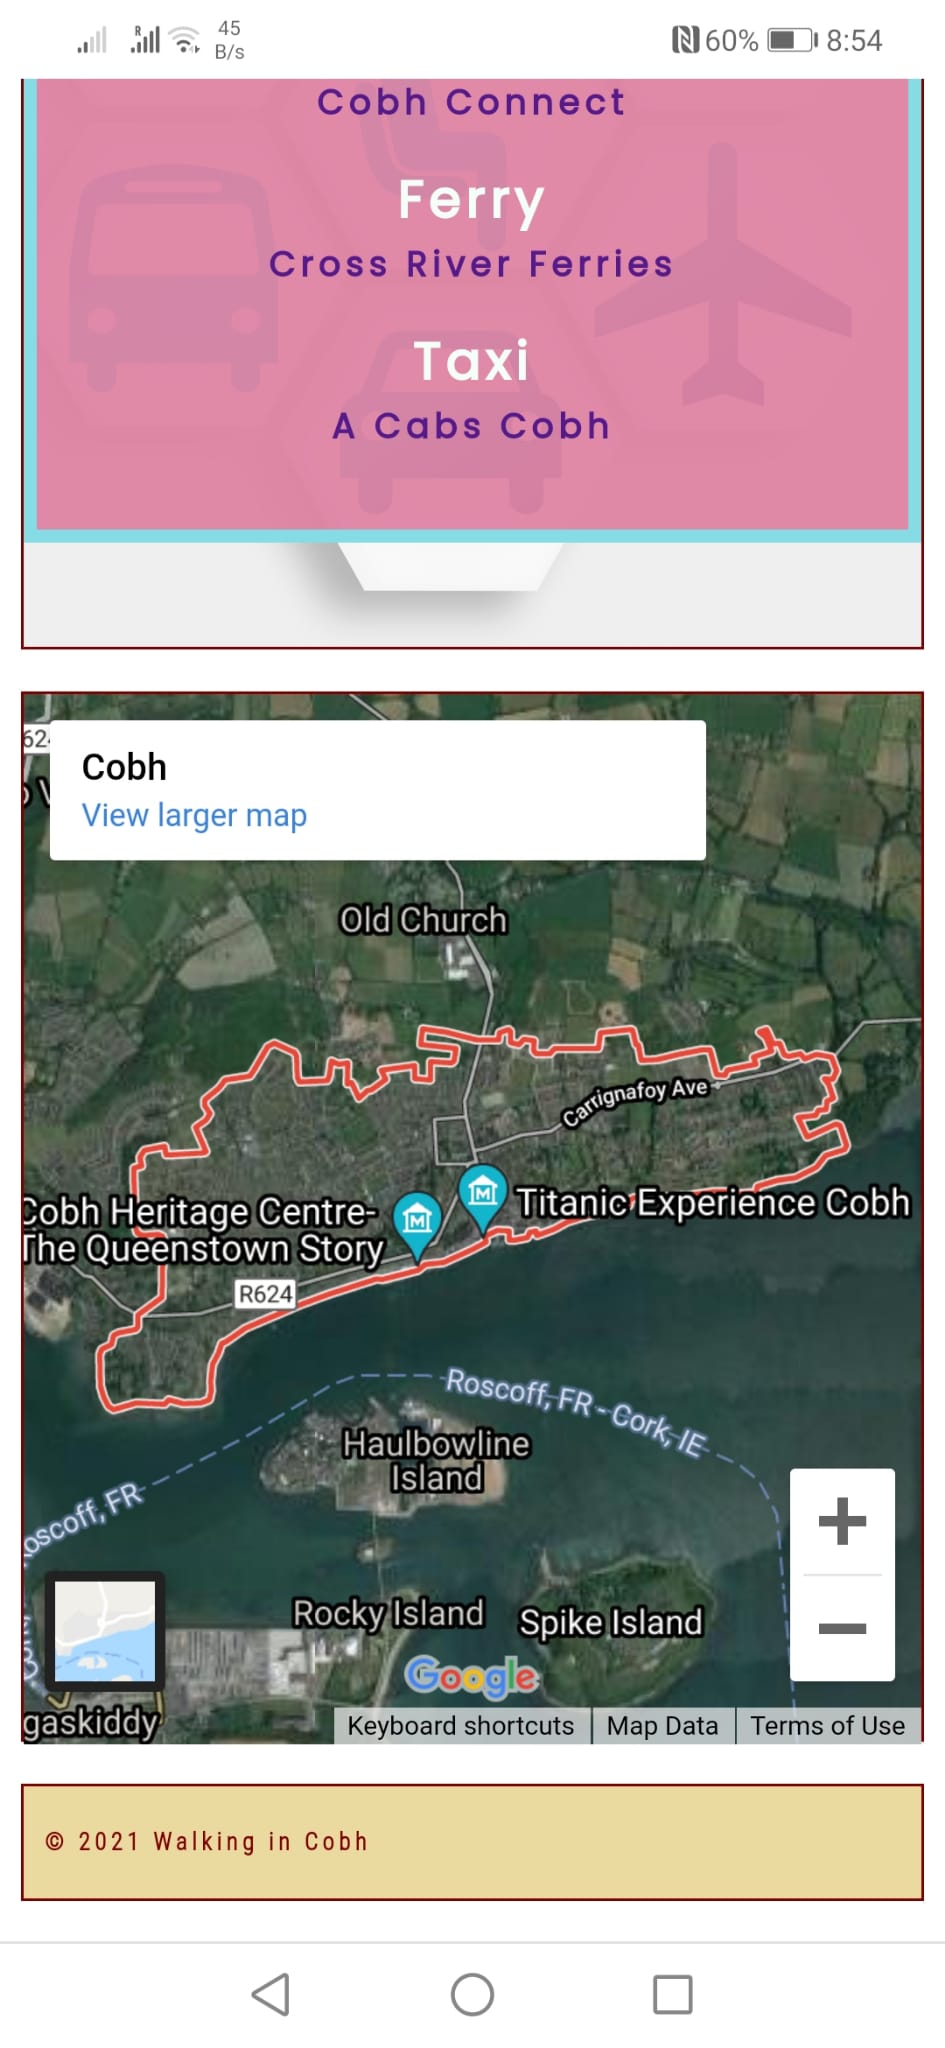 R
45
B/s
60%
8:54
Cobh Connect
Ferry
Cross River Ferries
Taxi
A Cabs Cobh
Cobh
View larger map
Old Church
Carrignafoy Ave
Cobh Heritage Centre-
The Queenstown Story
Titanic Experience Cobh
R624
Roscoff, FR - Cork, IE
Haulbowline
Island
oscoff, FR
Rocky Island
Spike Island
Google
gaskiddy
Keyboard shortcuts
Map Data
Terms of Use
© 2021 Walking in Cobh